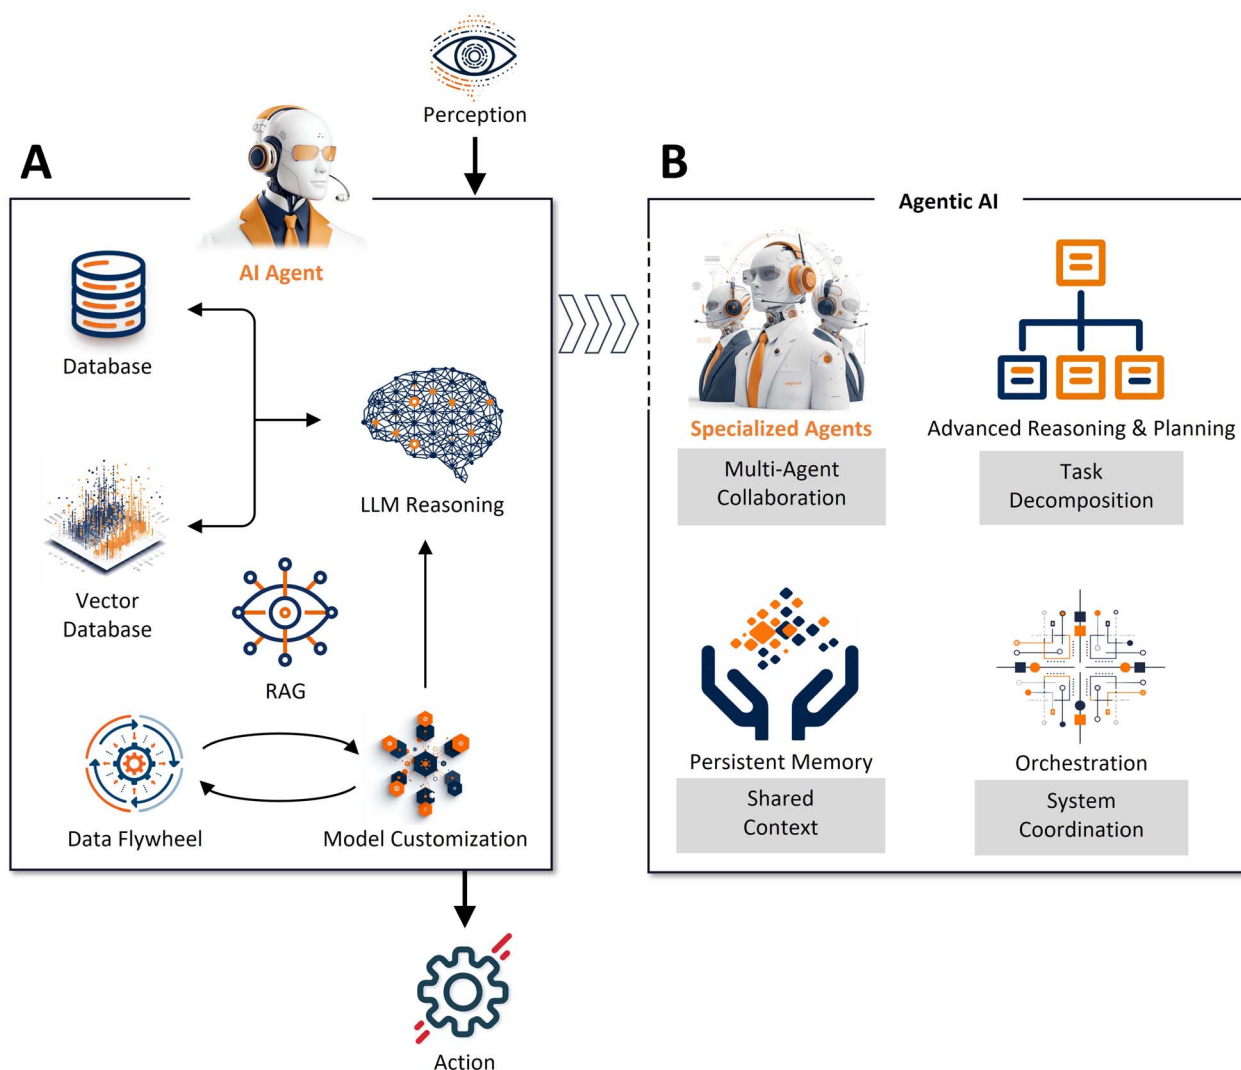 Perception
A
AI Agent
Database
LLM Reasoning
Vector
Database
RAG
Data Flywheel
Model Customization
Action
B
Agentic AI
Specialized Agents
Multi-Agent
Collaboration
Advanced Reasoning & Planning
Task
Decomposition
Persistent Memory
Shared
Context
Orchestration
System
Coordination